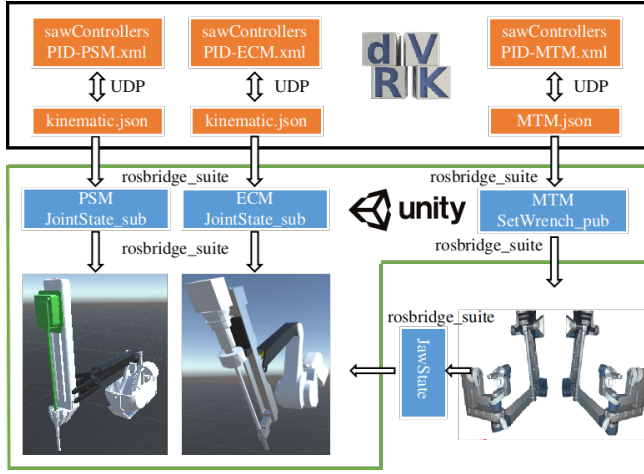 sawControllers
PID-PSM.xml
sawControllers
PID-ECM.xml
dV
RK
sawControllers
PID-MTM.xml
UDP
UDP
UDP
kinematic.json
kinematic.json
MTM.json
rosbridge_suite
rosbridge_suite
PSM
JointState_sub
ECM
JointState_sub
unity
MTM
SetWrench_pub
rosbridge_suite
rosbridge_suite
rosbridge_suite
JawState